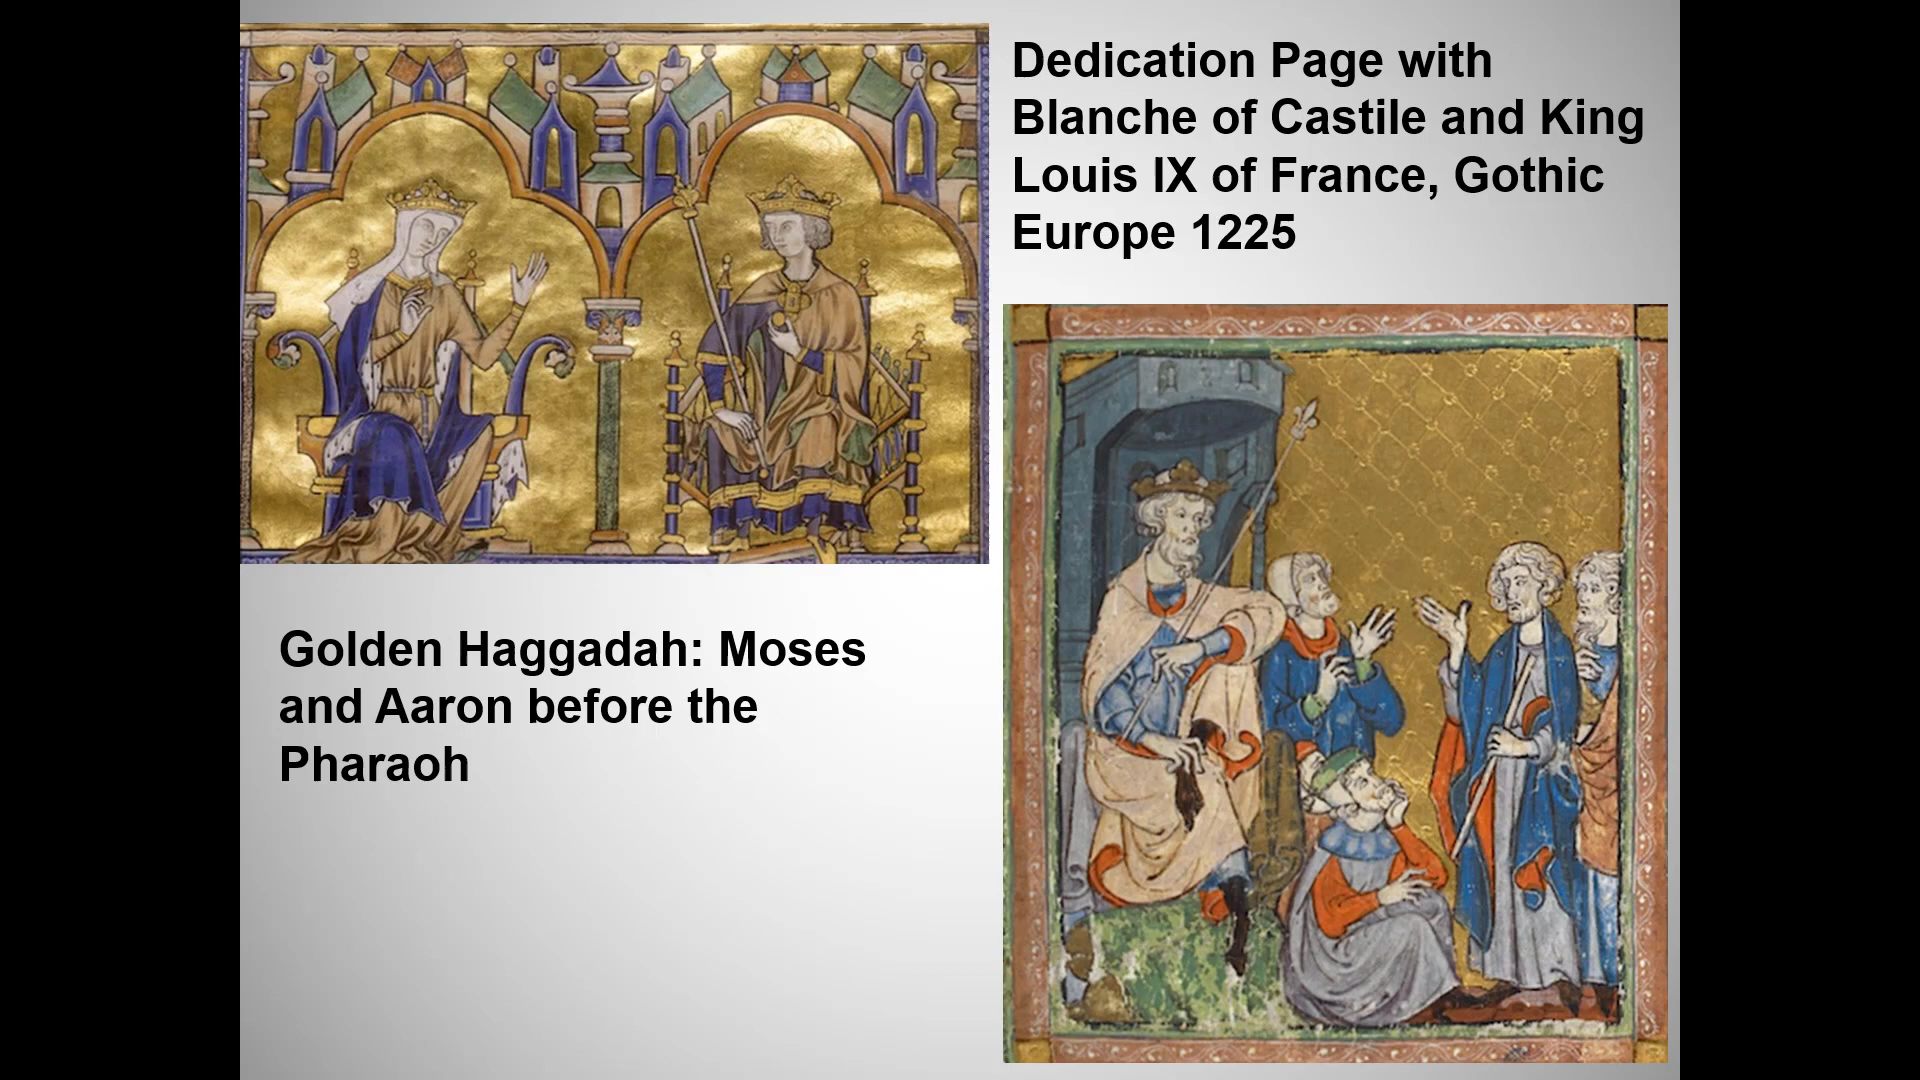 Dedication Page with
Blanche of Castile and King
Louis IX of France, Gothic
Europe 1225
Golden Haggadah: Moses
and Aaron before the
Pharaoh